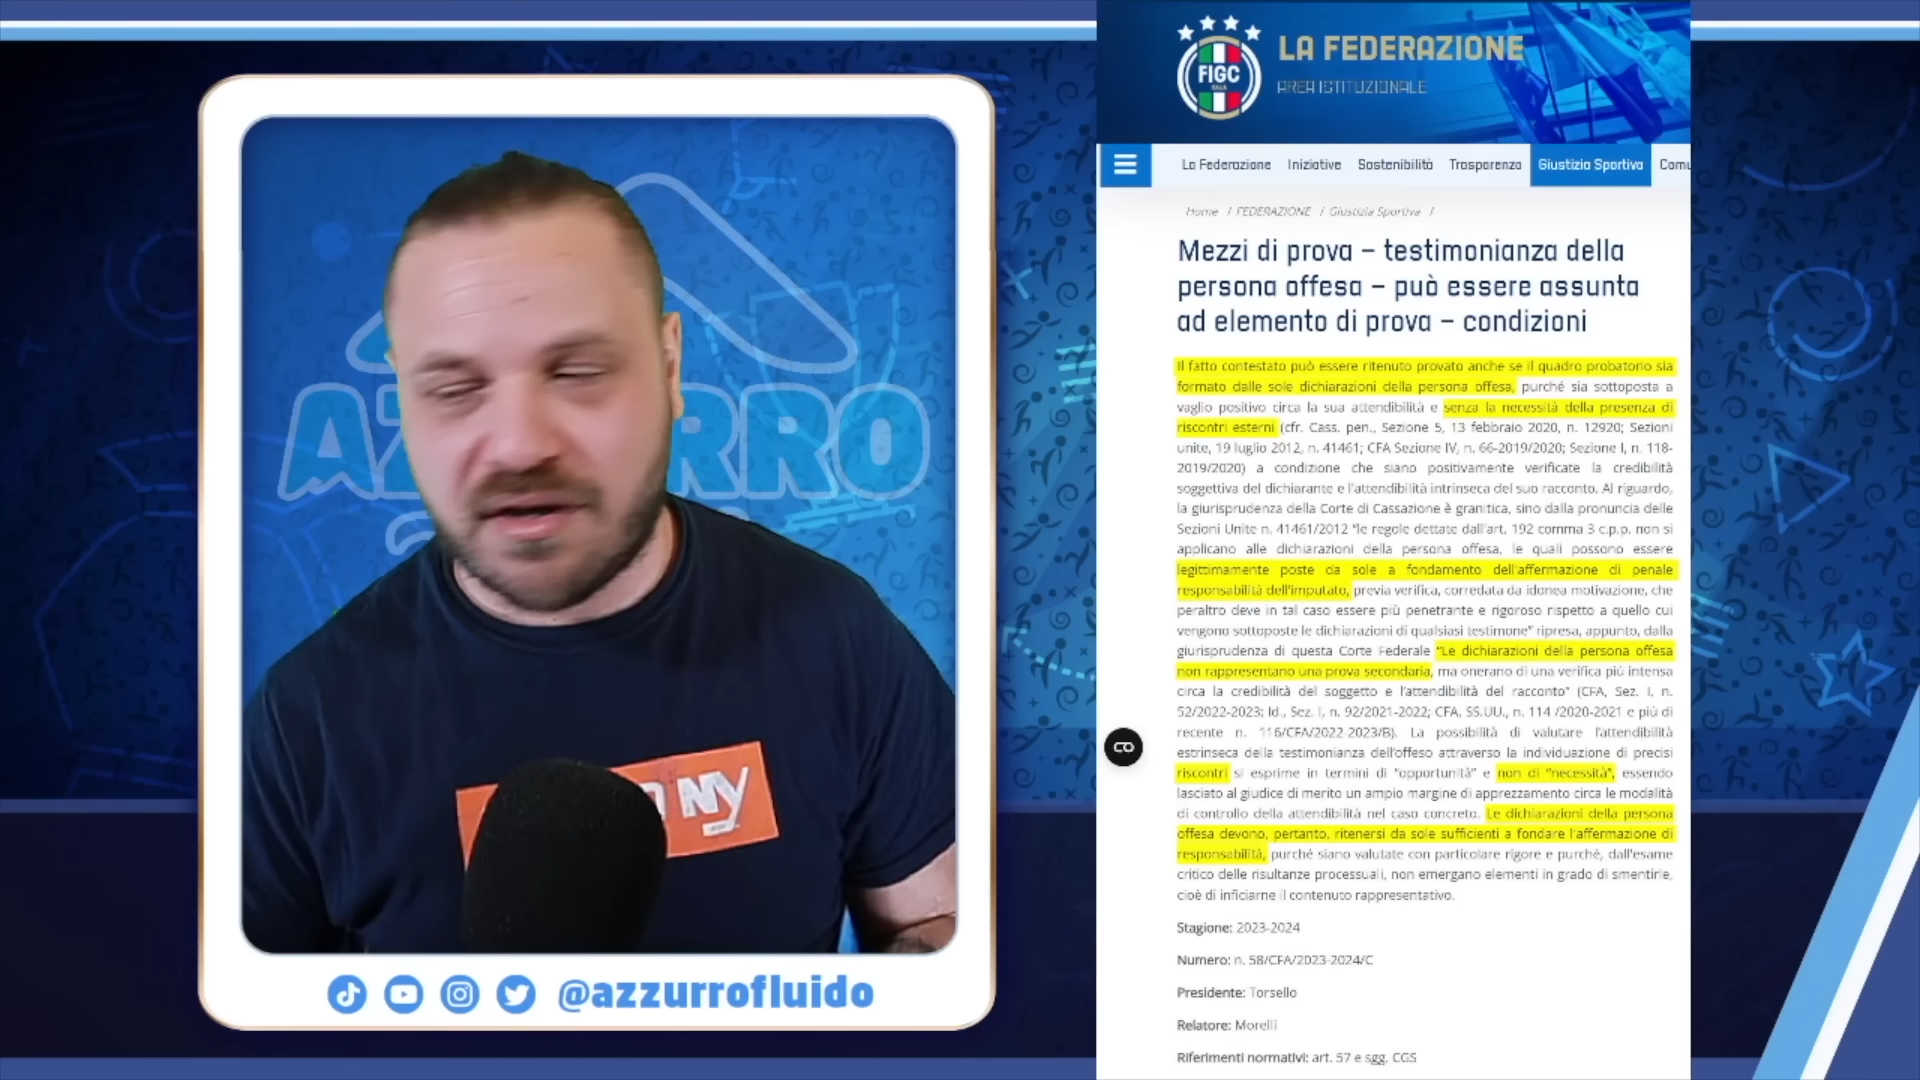 AZ RRO
NY
@azzurrofluido
FIGC
ITALIA
LA FEDERAZIONE
AREA ISTITUZIONALE
La Federazione Iniziative Sostenibilità Trasparenza Giustizia Sportiva Comu
Home / FEDERAZIONE / Giustizia Sportiva /
Mezzi di prova – testimonianza della
persona offesa – può essere assunta
ad elemento di prova – condizioni
Il fatto contestato può essere ritenuto provato anche se il quadro probatorio sia
formato dalle sole dichiarazioni della persona offesa, purché sia sottoposta a
vaglio positivo circa la sua attendibilità e senza la necessità della presenza di
riscontri esterni (cfr. Cass. pen., Sezione 5, 13 febbraio 2020, n. 12920; Sezioni
unite, 19 luglio 2012, n. 41461; CFA Sezione IV, n. 66-2019/2020; Sezione I, n. 118-
2019/2020) a condizione che siano positivamente verificate la credibilità
soggettiva del dichiarante e l'attendibilità intrinseca del suo racconto. Al riguardo,
la giurisprudenza della Corte di Cassazione è granitica, sino dalla pronuncia delle
Sezioni Unite n. 41461/2012 "le regole dettate dall'art. 192 comma 3 c.p.p. non si
applicano alle dichiarazioni della persona offesa, le quali possono essere
legittimamente poste da sole a fondamento dell'affermazione di penale
responsabilità dell'imputato, previa verifica, corredata da idonea motivazione, che
peraltro deve in tal caso essere più penetrante e rigoroso rispetto a quello cui
vengono sottoposte le dichiarazioni di qualsiasi testimone" ripresa, appunto, dalla
giurisprudenza di questa Corte Federale "Le dichiarazioni della persona offesa
non rappresentano una prova secondaria, ma onerano di una verifica più intensa
circa la credibilità del soggetto e l'attendibilità del racconto" (CFA, Sez. I, n.
52/2022-2023; Id., Sez. I, n. 92/2021-2022; CFA, SS.UU., n. 114 /2020-2021 e più di
recente n. 116/CFA/2022-2023/B). La possibilità di valutare l'attendibilità
estrinseca della testimonianza dell'offeso attraverso la individuazione di precisi
riscontri si esprime in termini di "opportunità" e non di "necessità", essendo
lasciato al giudice di merito un ampio margine di apprezzamento circa le modalità
di controllo della attendibilità nel caso concreto. Le dichiarazioni della persona
offesa devono, pertanto, ritenersi da sole sufficienti a fondare l'affermazione di
responsabilità, purché siano valutate con particolare rigore e purché, dall'esame
critico delle risultanze processuali, non emergano elementi in grado di smentirle,
cioè di inficiarne il contenuto rappresentativo.
Stagione: 2023-2024
Numero: n. 58/CFA/2023-2024/C
Presidente: Torsello
Relatore: Morelli
Riferimenti normativi: art. 57 e sgg. CGS